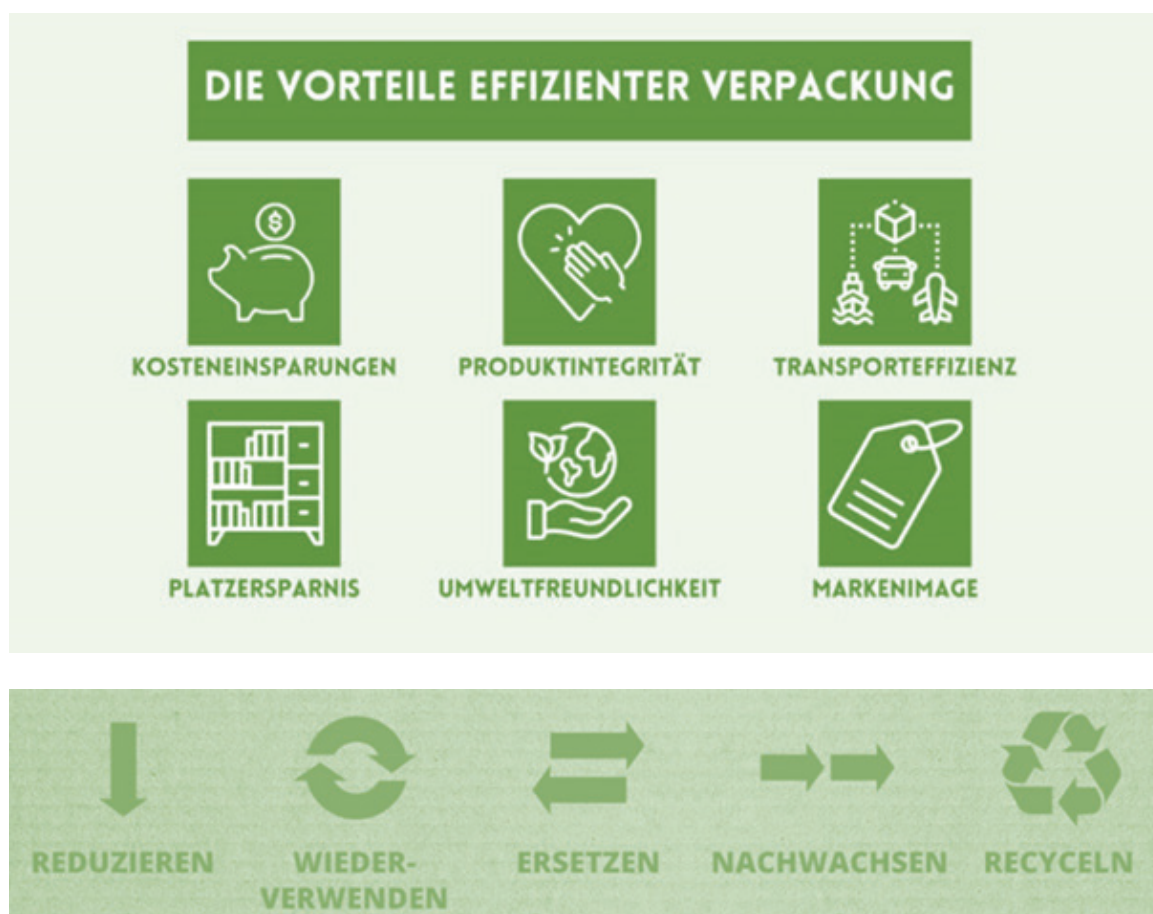 DIE VORTEILE EFFIZIENTER VERPACKUNG
$
KOSTENEINSPARUNGEN
PRODUKTINTEGRITÄT
TRANSPORTEFFIZIENZ
PLATZERSPARNIS
UMWELTFREUNDLICHKEIT
MARKENIMAGE
REDUZIEREN
WIEDER-
VERWENDEN
ERSETZEN
NACHWACHSEN
RECYCELN